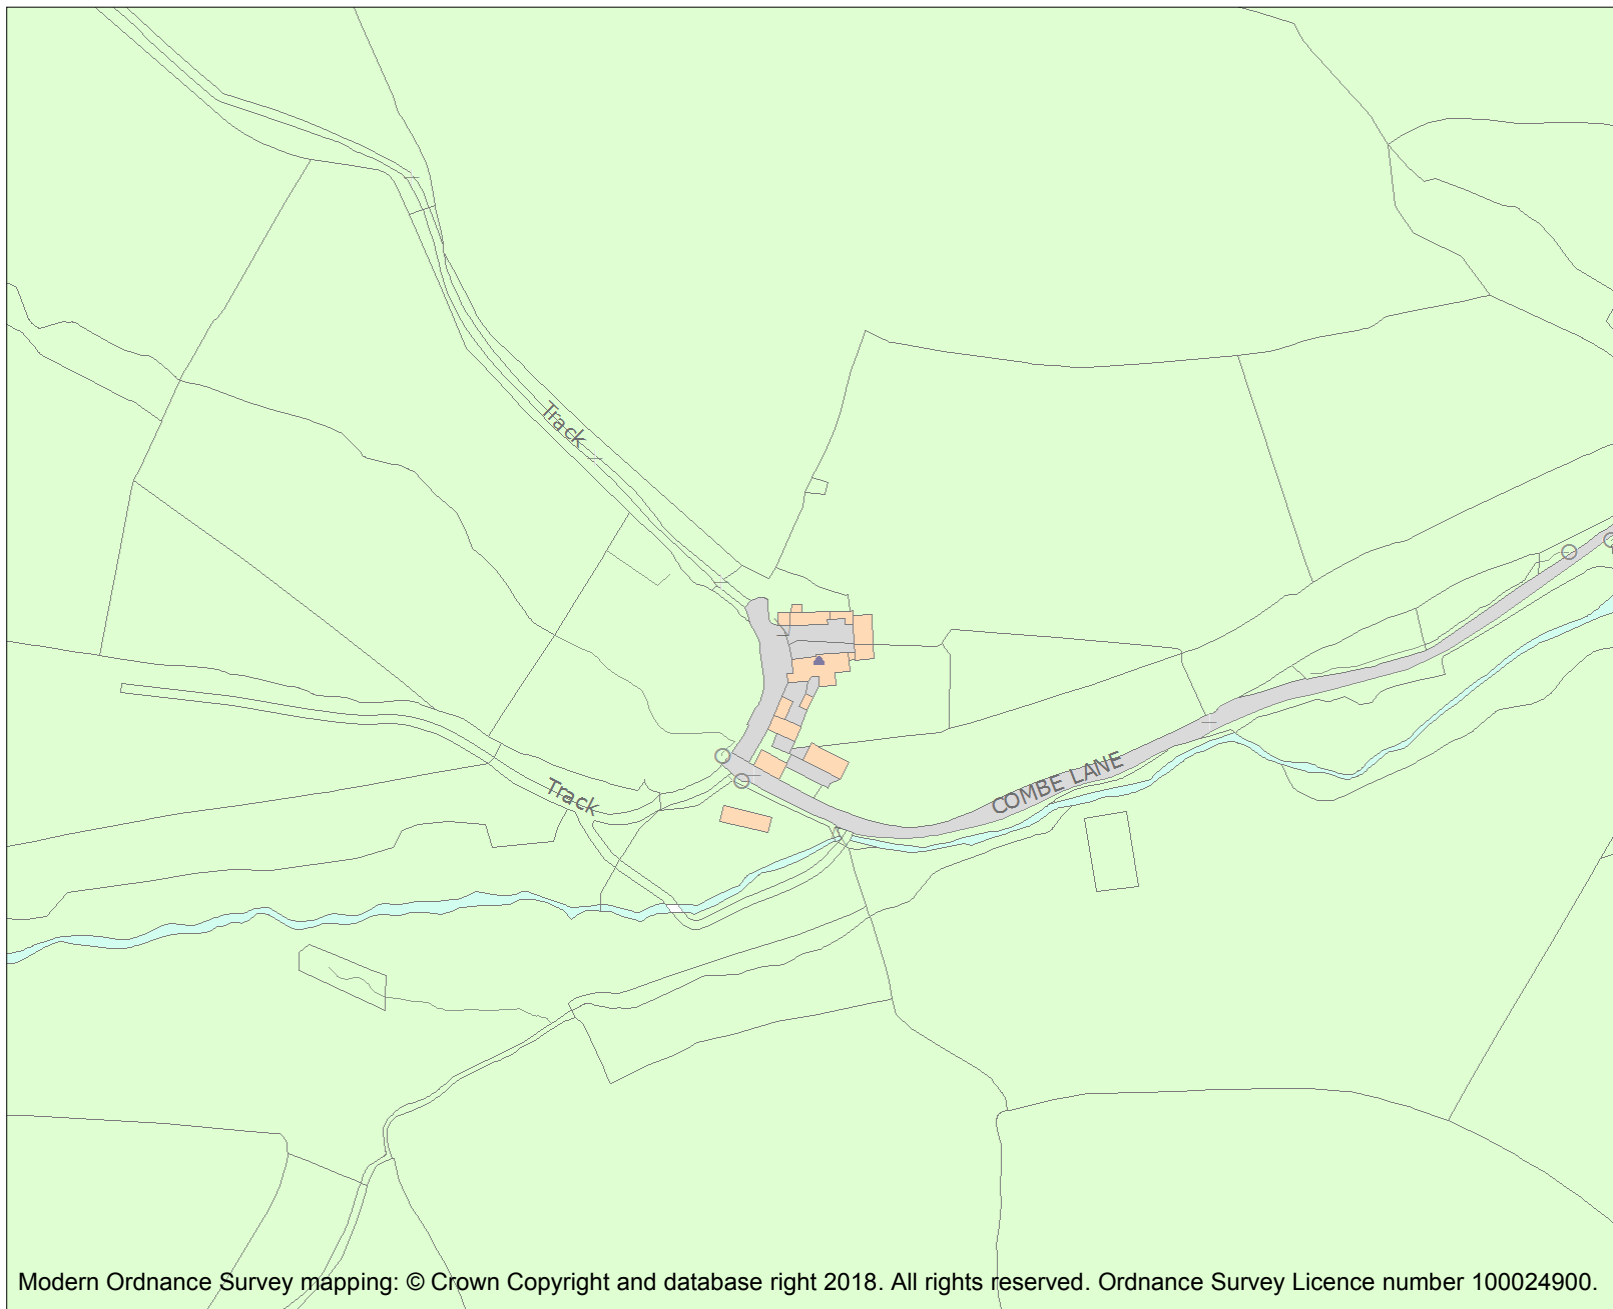 Track
Track
COMBE LANE
Modern Ordnance Survey mapping: © Crown Copyright and database right 2018. All rights reserved. Ordnance Survey Licence number 100024900.